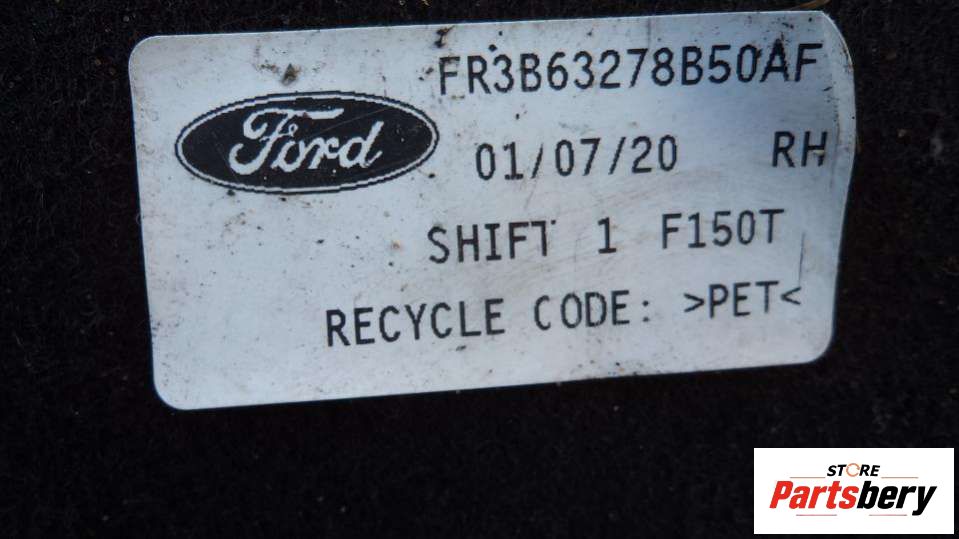 FR3B63278B50AF
Ford
01/07/20 RH
SHIFT 1 F150T
RECYCLE CODE: >PET<
STORE
Partsbery